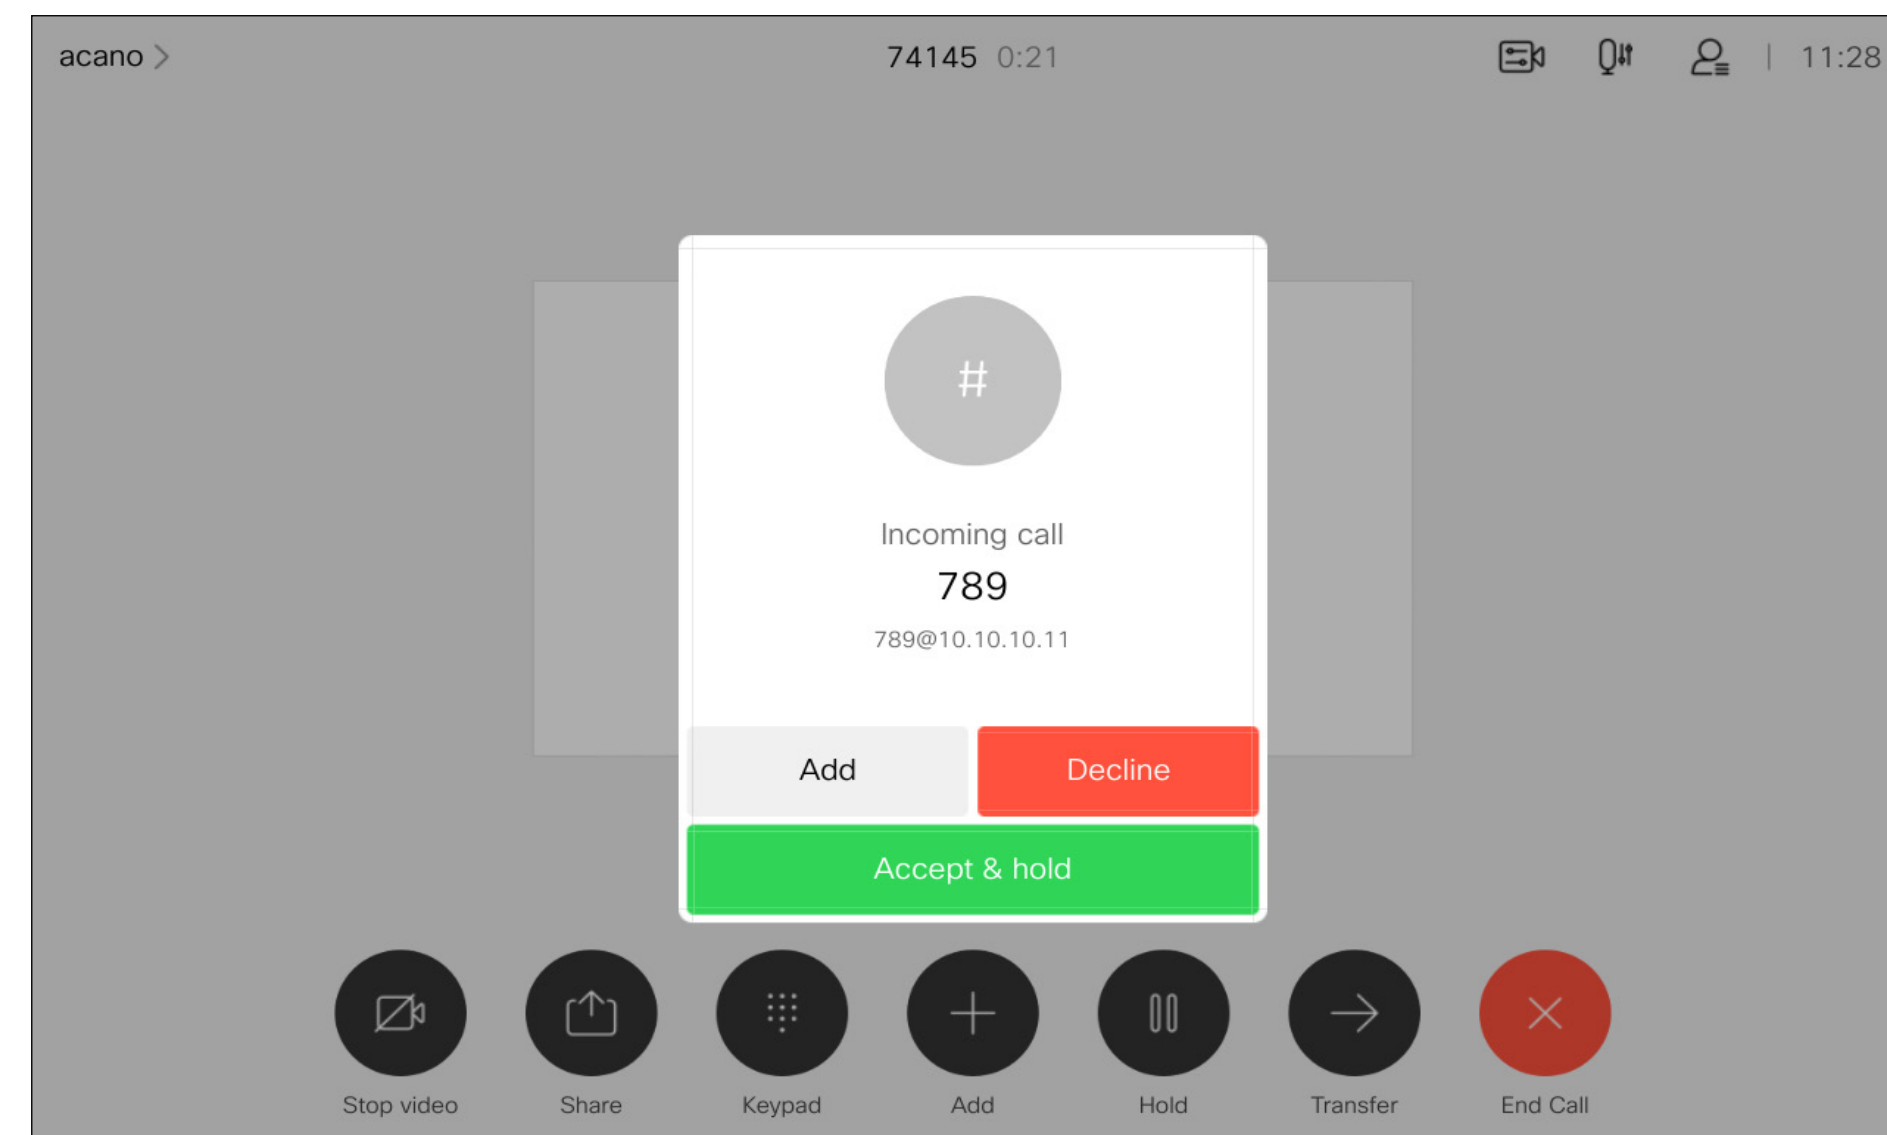 acano
74145 0:21
11:28
#
Incoming call
789
789@10.10.10.11
Add
Decline
Accept & hold
Stop video
Share
Keypad
Add
Hold
Transfer
End Call